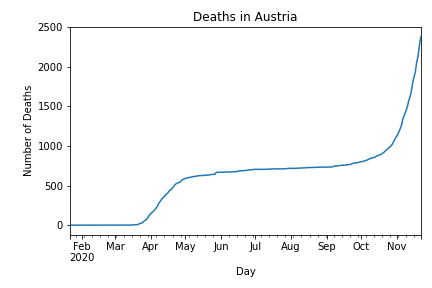 Deaths in Austria
2500
2000
1500
1000
500
0
Number of Deaths
Feb Mar Apr May Jun Jul Aug Sep Oct Nov
2020
Day